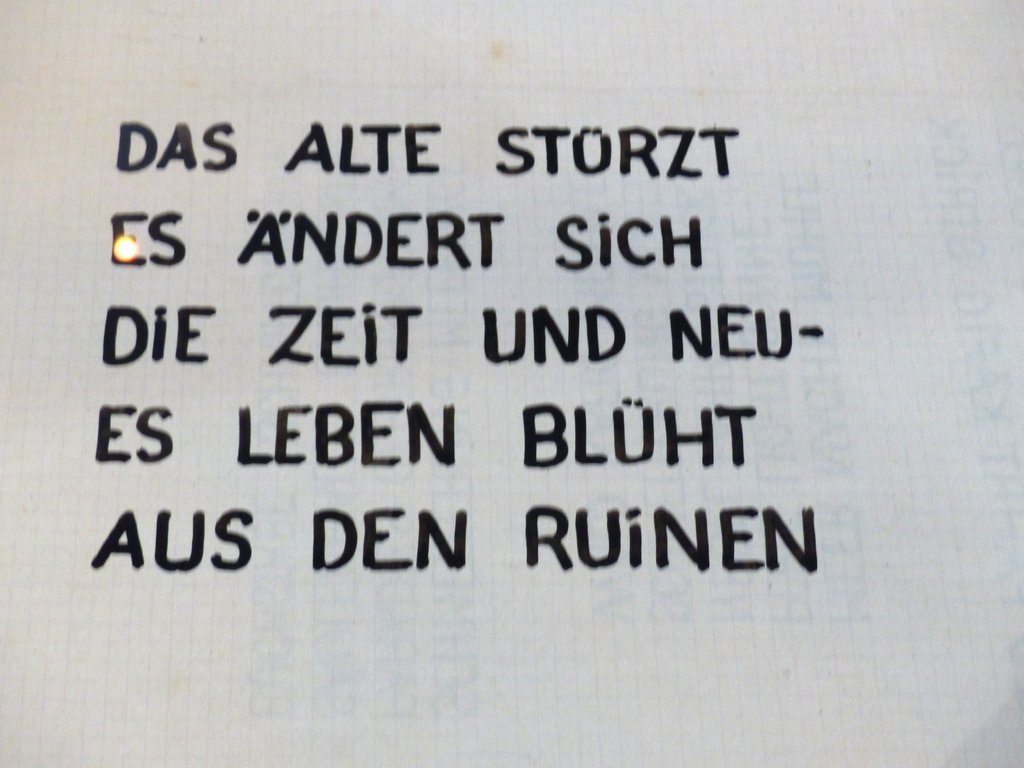 DAS ALTE STÜRZT
ES ÄNDERT SiCH
DiE ZEiT UND NEU-
ES LEBEN BLÜHT
AUS DEN RUiNEN